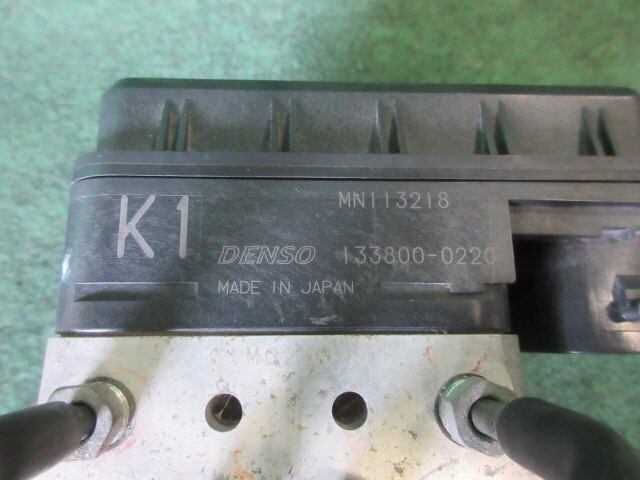 MN113218
K1
DENSO 133800-0220
MADE IN JAPAN